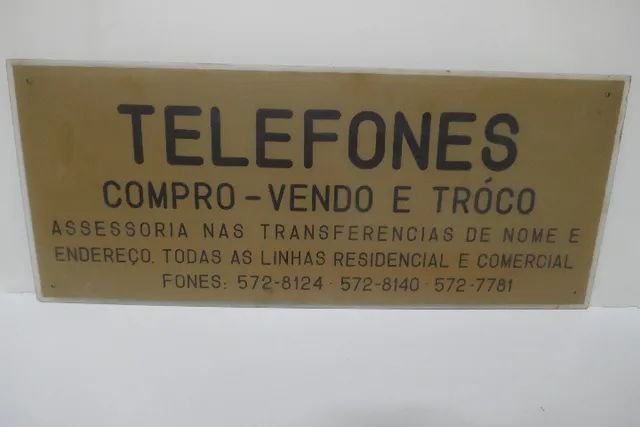 TELEFONES
COMPRO - VENDO E TRÓCO
ASSESSORIA NAS TRANSFERENCIAS DE NOME E
ENDEREÇO. TODAS AS LINHAS RESIDENCIAL E COMERCIAL
FONES: 572-8124 · 572-8140 · 572-7781